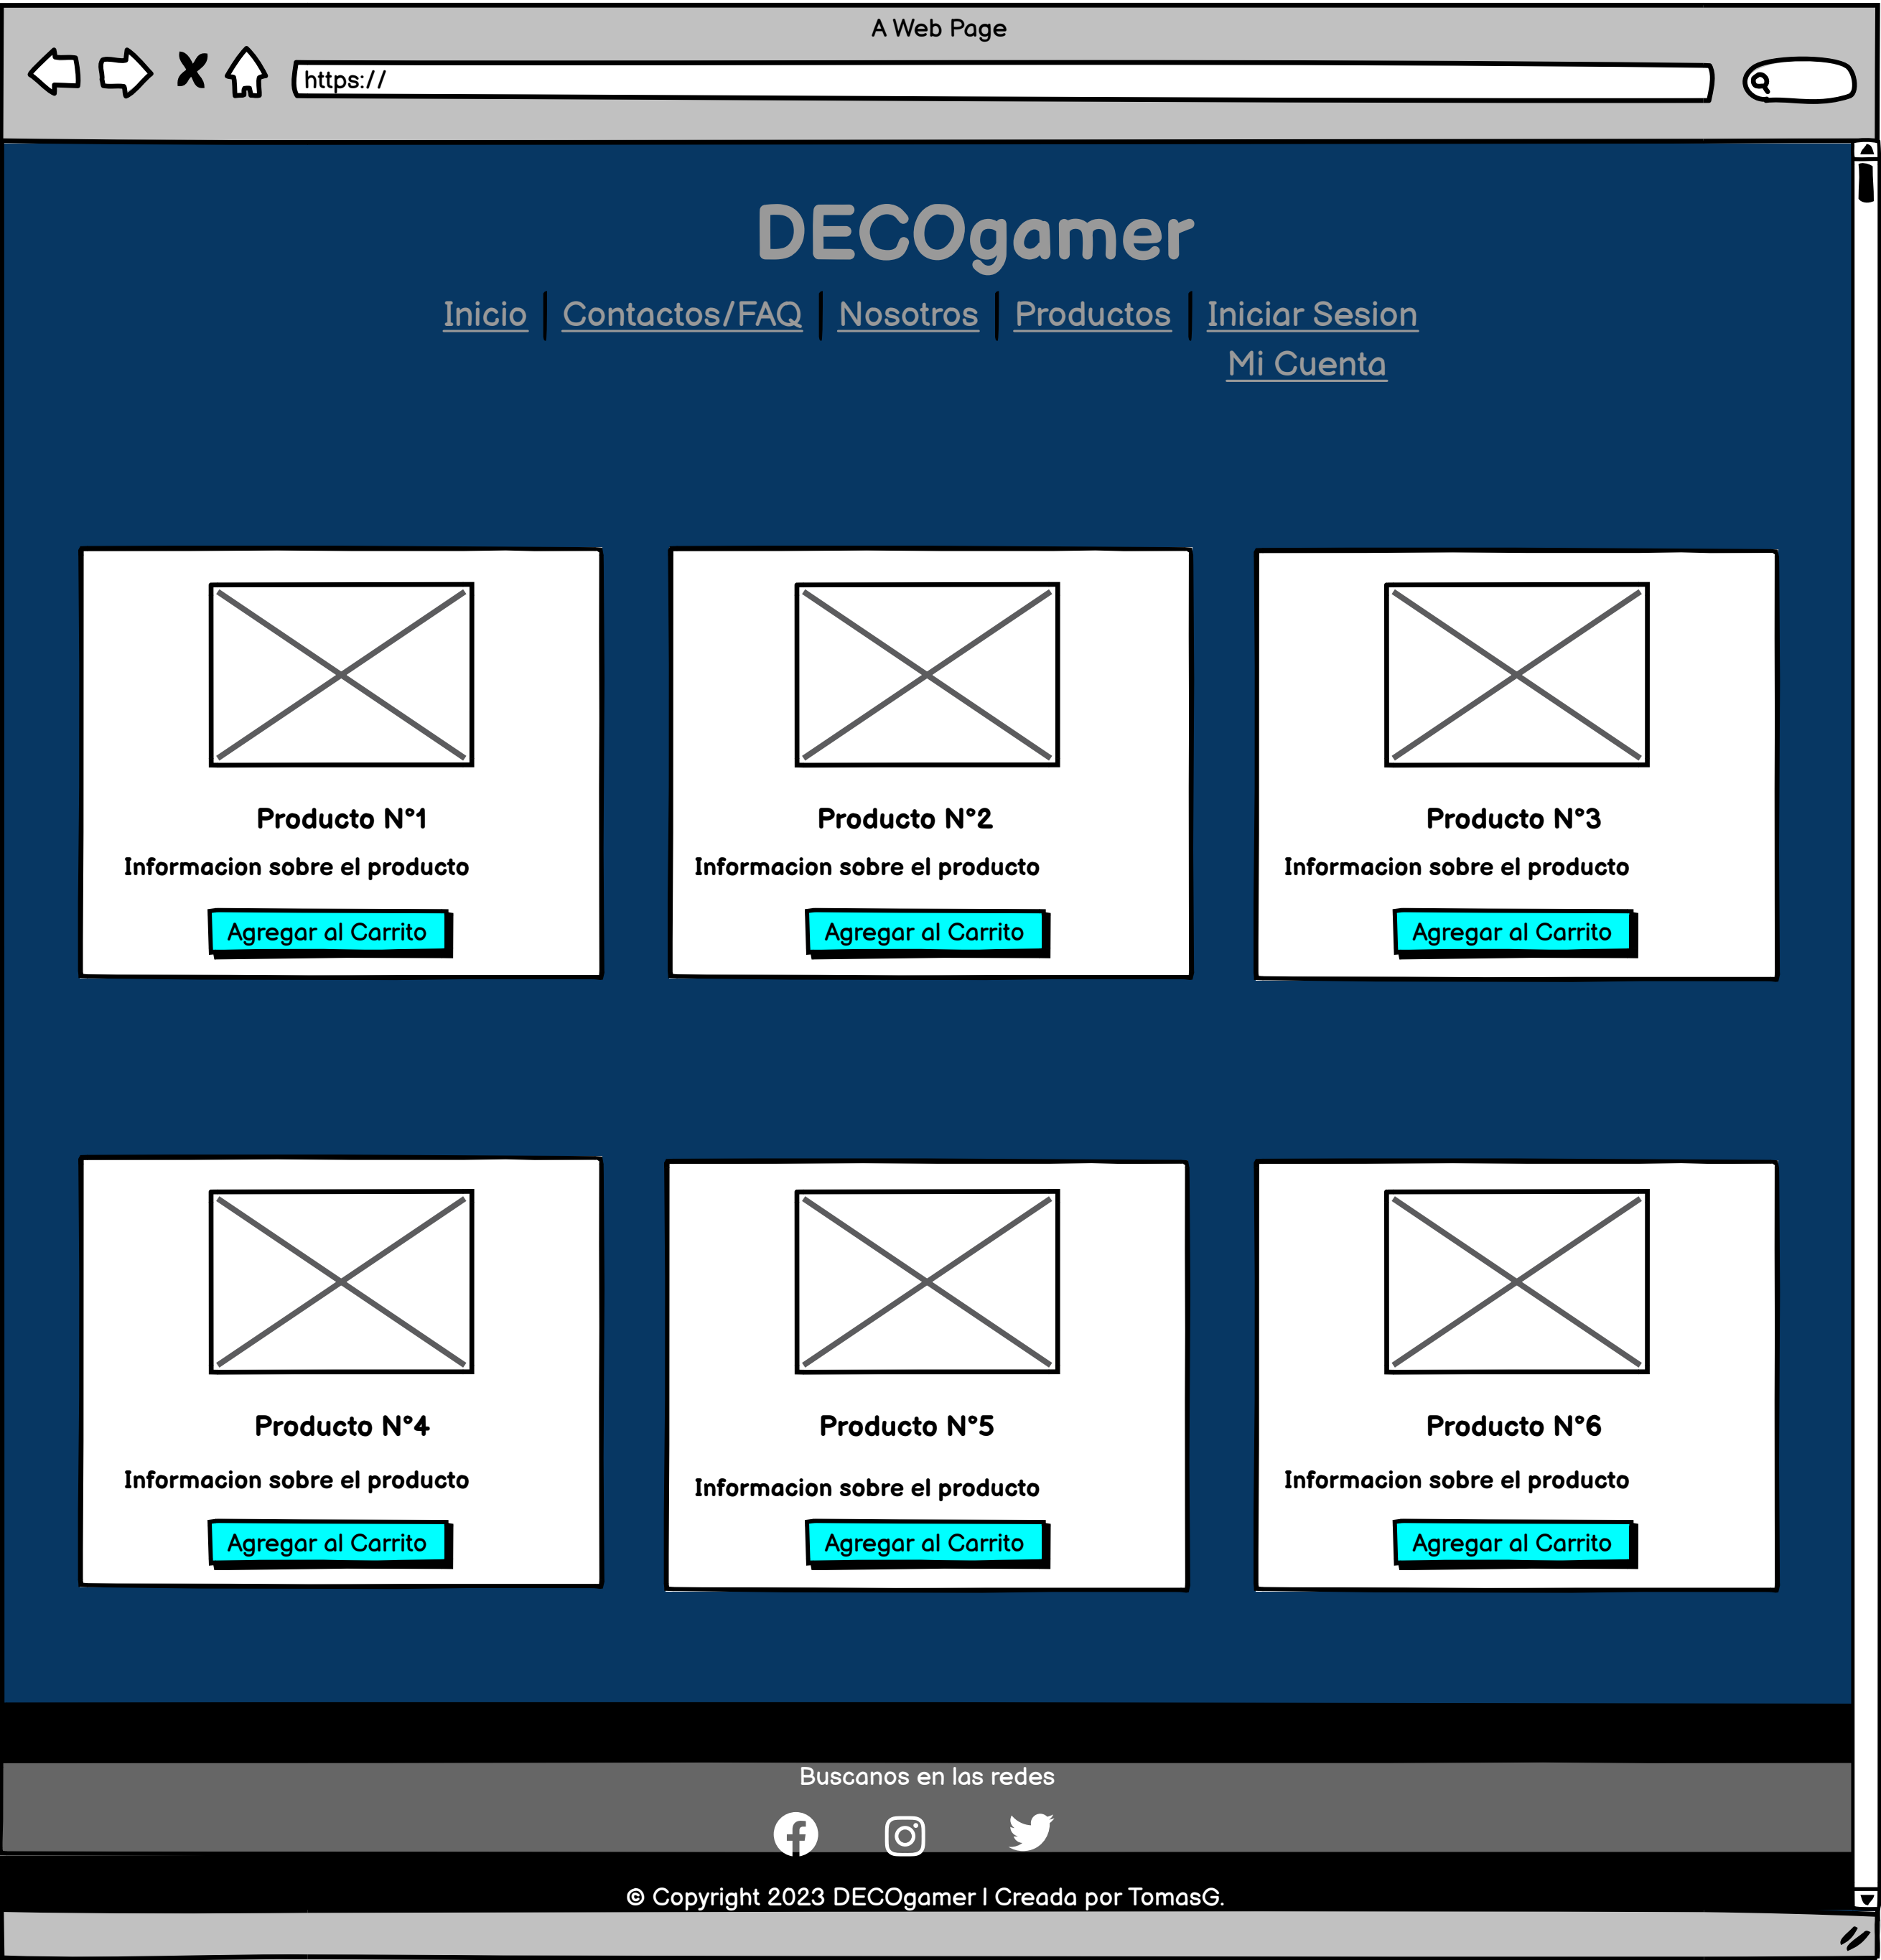 A Web Page
https://
DECOgamer
Inicio | Contactos/FAQ | Nosotros | Productos | Iniciar Sesion
Mi Cuenta
Producto N°1
Informacion sobre el producto
Agregar al Carrito
Producto N°2
Informacion sobre el producto
Agregar al Carrito
Producto N°3
Informacion sobre el producto
Agregar al Carrito
Producto N°4
Informacion sobre el producto
Agregar al Carrito
Producto N°5
Informacion sobre el producto
Agregar al Carrito
Producto N°6
Informacion sobre el producto
Agregar al Carrito
Buscanos en las redes
© Copyright 2023 DECOgamer | Creada por TomasG.